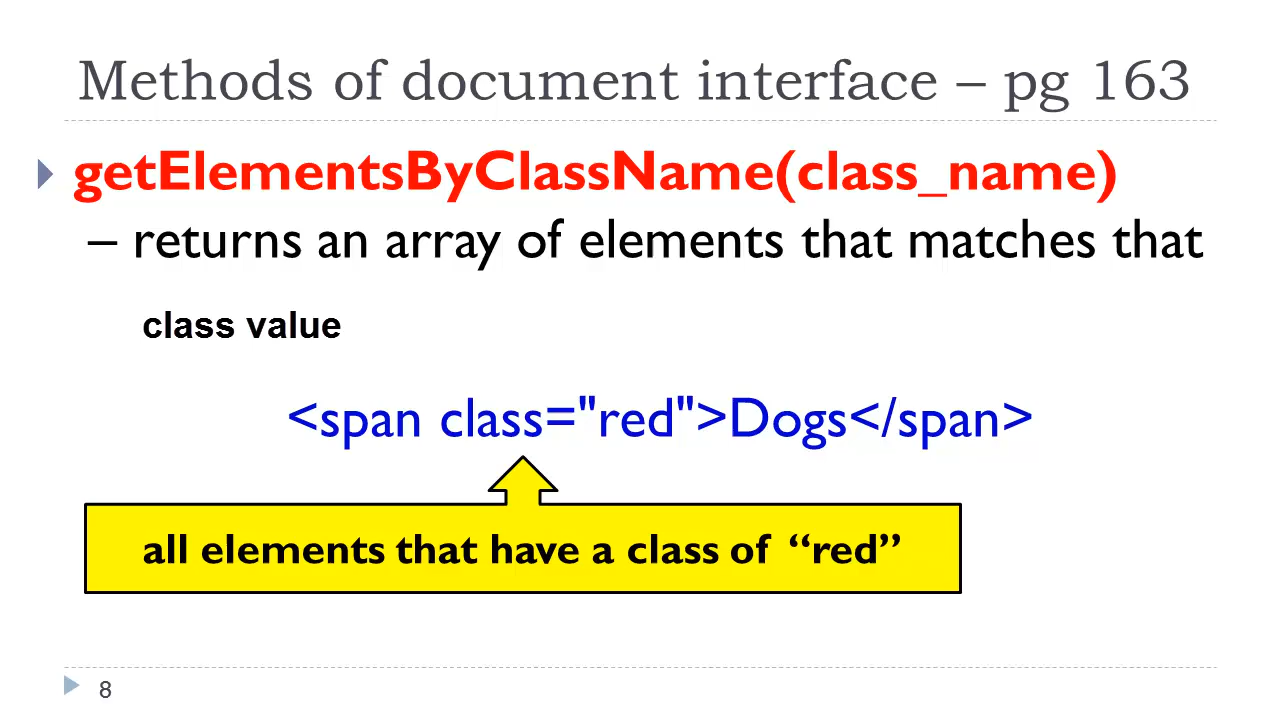 Methods of document interface – pg 163
getElementsByClassName(class_name)
– returns an array of elements that matches that
class value
<span class="red">Dogs</span>
all elements that have a class of “red”
8